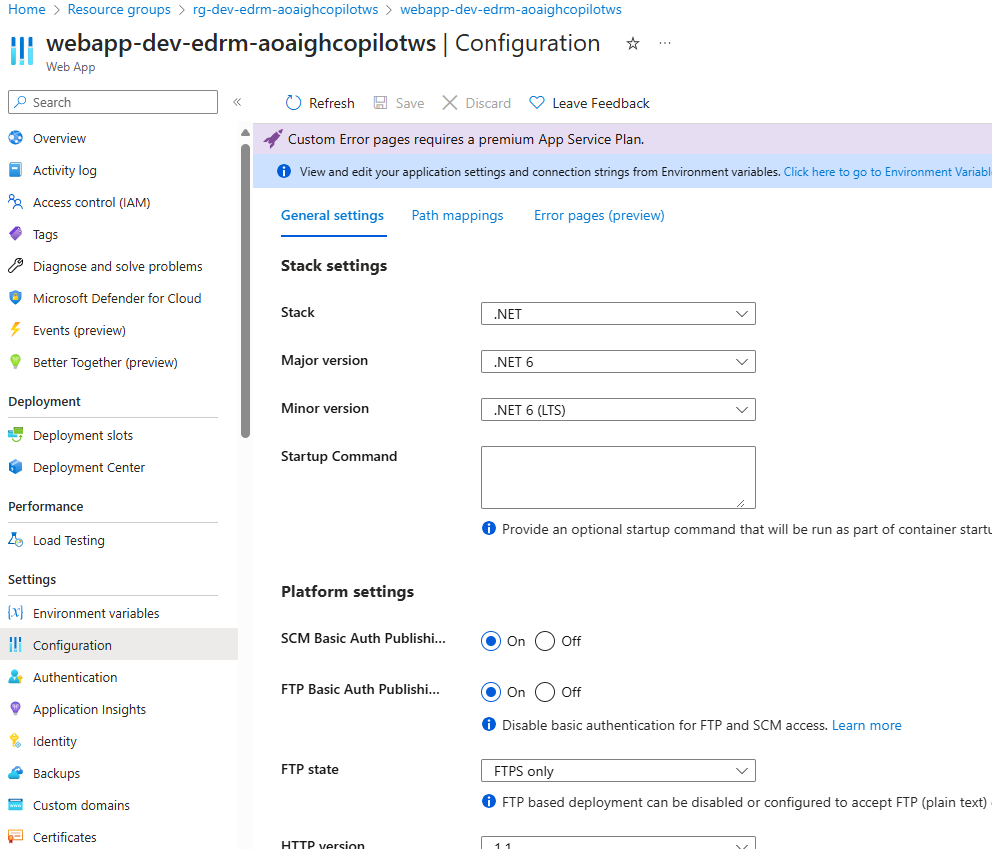 Home > Resource groups > rg-dev-edrm-aoaighcopilotws > webapp-dev-edrm-aoaighcopilotws
webapp-dev-edrm-aoaighcopilotws | Configuration
Web App
Search
Refresh Save Discard Leave Feedback
Overview
Activity log
Access control (IAM)
Tags
Diagnose and solve problems
Microsoft Defender for Cloud
Events (preview)
Better Together (preview)
Deployment
Deployment slots
Deployment Center
Performance
Load Testing
Settings
Environment variables
Configuration
Authentication
Application Insights
Identity
Backups
Custom domains
Certificates
Custom Error pages requires a premium App Service Plan.
View and edit your application settings and connection strings from Environment variables. Click here to go to Environment Variabl
General settings Path mappings Error pages (preview)
Stack settings
Stack .NET
Major version .NET 6
Minor version .NET 6 (LTS)
Startup Command
Provide an optional startup command that will be run as part of container startu
Platform settings
SCM Basic Auth Publishi... On Off
FTP Basic Auth Publishi... On Off
Disable basic authentication for FTP and SCM access. Learn more
FTP state FTPS only
FTP based deployment can be disabled or configured to accept FTP (plain text)
HTTP version 1.1